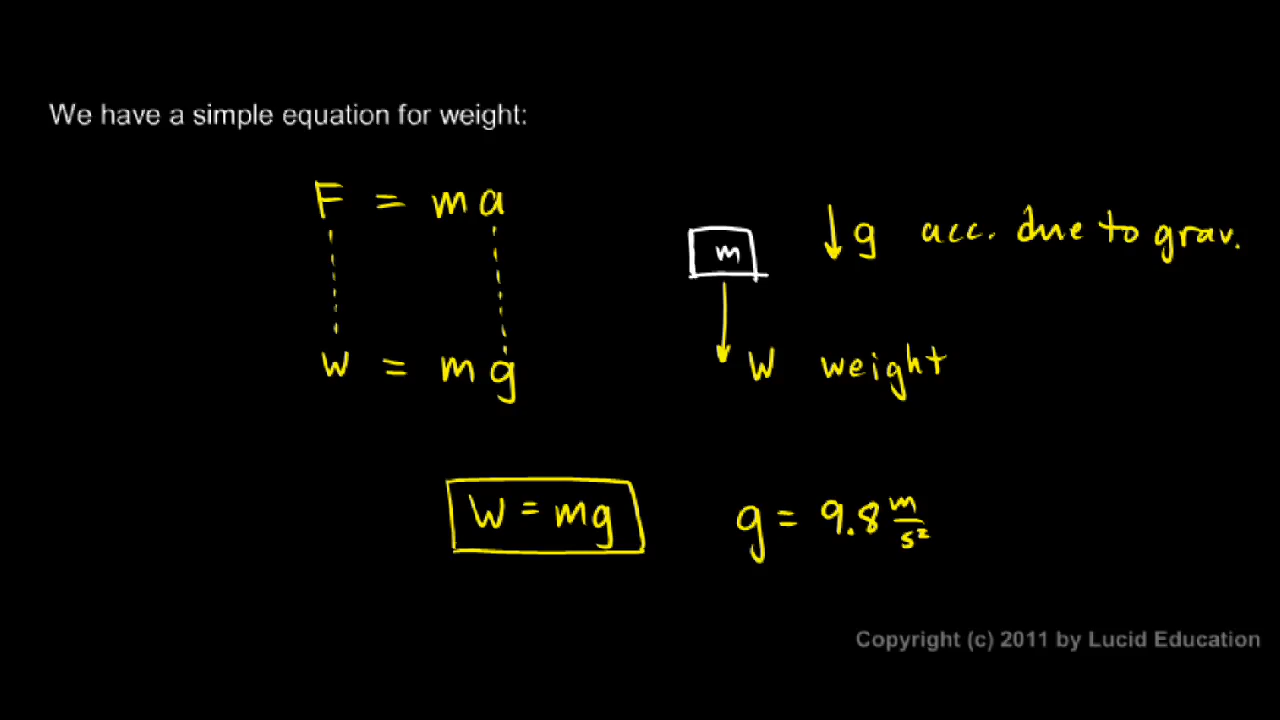 We have a simple equation for weight:
F = ma
m
↓ g acc. due to grav.
W = mg
W weight
W = mg
g = 9.8 m/s²
Copyright (c) 2011 by Lucid Education